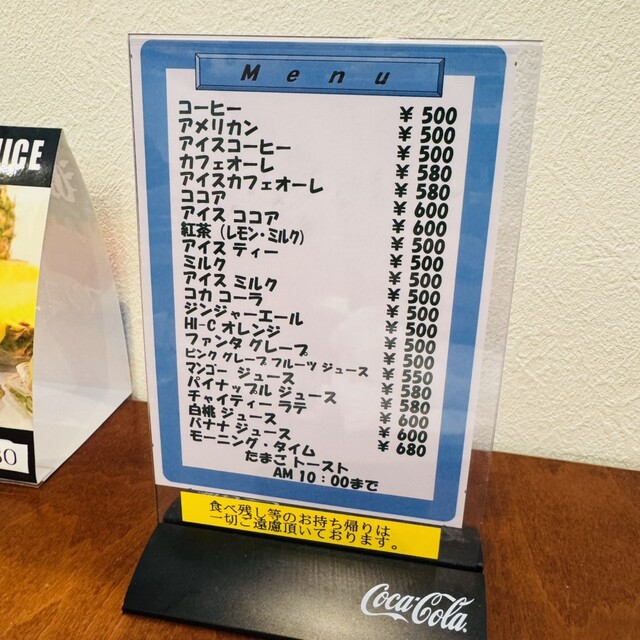 Menu
コーヒー ¥ 500
アメリカン ¥ 500
アイスコーヒー ¥ 500
カフェオーレ ¥ 580
アイスカフェオーレ ¥ 580
ココア ¥ 600
アイス ココア ¥ 600
紅茶（レモン・ミルク） ¥ 500
アイス ティー ¥ 500
ミルク ¥ 500
アイス ミルク ¥ 500
コカ コーラ ¥ 500
ジンジャーエール ¥ 500
HI-C オレンジ ¥ 500
ファンタ グレープ ¥ 500
ピンク グレープ フルーツ ジュース ¥ 550
マンゴー ジュース ¥ 580
パイナップル ジュース ¥ 580
チャイティー ラテ ¥ 600
白桃 ジュース ¥ 600
バナナ ジュース ¥ 680
モーニング・タイム
たまごトースト
AM 10：00まで
食べ残し等のお持ち帰りは
一切ご遠慮頂いております。
Coca-Cola